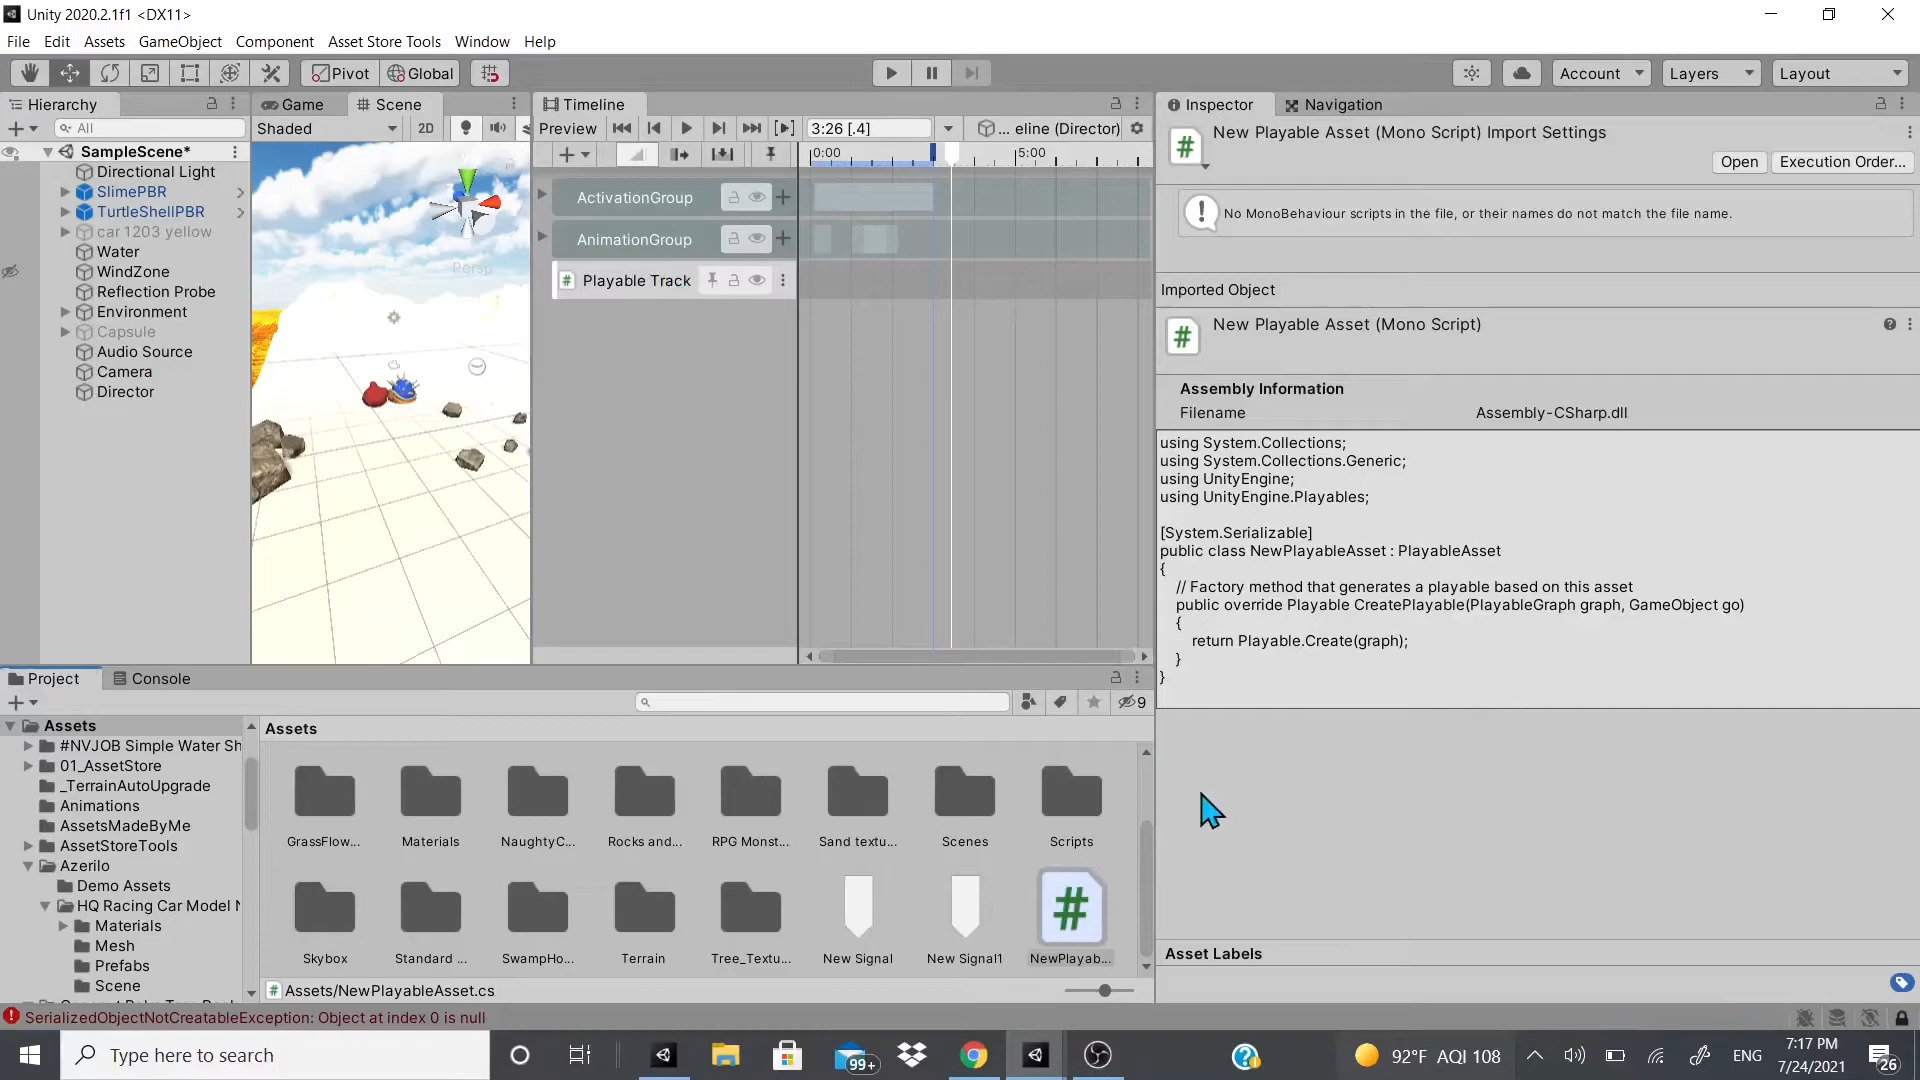 Unity 2020.2.1f1 <DX11>
File Edit Assets GameObject Component Asset Store Tools Window Help
Pivot Global Account Layers Layout
Hierarchy
All
SampleScene*
Directional Light
SlimePBR
TurtleShellPBR
car 1203 yellow
Water
WindZone
Reflection Probe
Environment
Capsule
Audio Source
Camera
Director
Game Scene
Shaded 2D
Persp
Timeline
Preview 3:26 [.4] ... eline (Director)
0:00 5:00
ActivationGroup
AnimationGroup
# Playable Track
Inspector Navigation
# New Playable Asset (Mono Script) Import Settings
Open Execution Order...
No MonoBehaviour scripts in the file, or their names do not match the file name.
Imported Object
# New Playable Asset (Mono Script)
Assembly Information
Filename Assembly-CSharp.dll
using System.Collections;
using System.Collections.Generic;
using UnityEngine;
using UnityEngine.Playables;
[System.Serializable]
public class NewPlayableAsset : PlayableAsset
{
// Factory method that generates a playable based on this asset
public override Playable CreatePlayable(PlayableGraph graph, GameObject go)
{
return Playable.Create(graph);
}
}
Asset Labels
Project Console
9
Assets
#NVJOB Simple Water Sh
01_AssetStore
_TerrainAutoUpgrade
Animations
AssetsMadeByMe
AssetStoreTools
Azerilo
Demo Assets
HQ Racing Car Model N
Materials
Mesh
Prefabs
Scene
Assets
GrassFlow... Materials NaughtyC... Rocks and... RPG Monst... Sand textu... Scenes Scripts
#
Skybox Standard ... SwampHo... Terrain Tree_Textu... New Signal New Signal1 NewPlayab...
# Assets/NewPlayableAsset.cs
SerializedObjectNotCreatableException: Object at index 0 is null
Type here to search
99+
92°F AQI 108
ENG
7:17 PM
7/24/2021
26